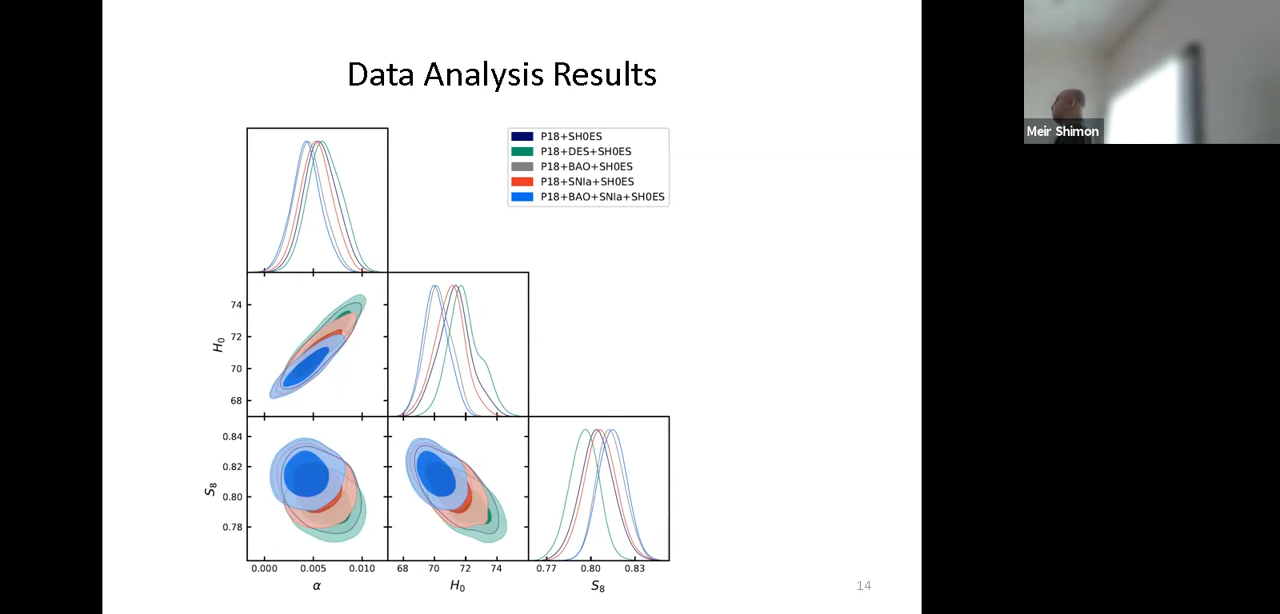 Data Analysis Results
P18+SH0ES
P18+DES+SH0ES
P18+BAO+SH0ES
P18+SNIa+SH0ES
P18+BAO+SNIa+SH0ES
Meir Shimon
74
72
70
68
H0
0.84
0.82
0.80
0.78
S8
0.000 0.005 0.010
68 70 72 74
0.77 0.80 0.83
α
H0
S8
14